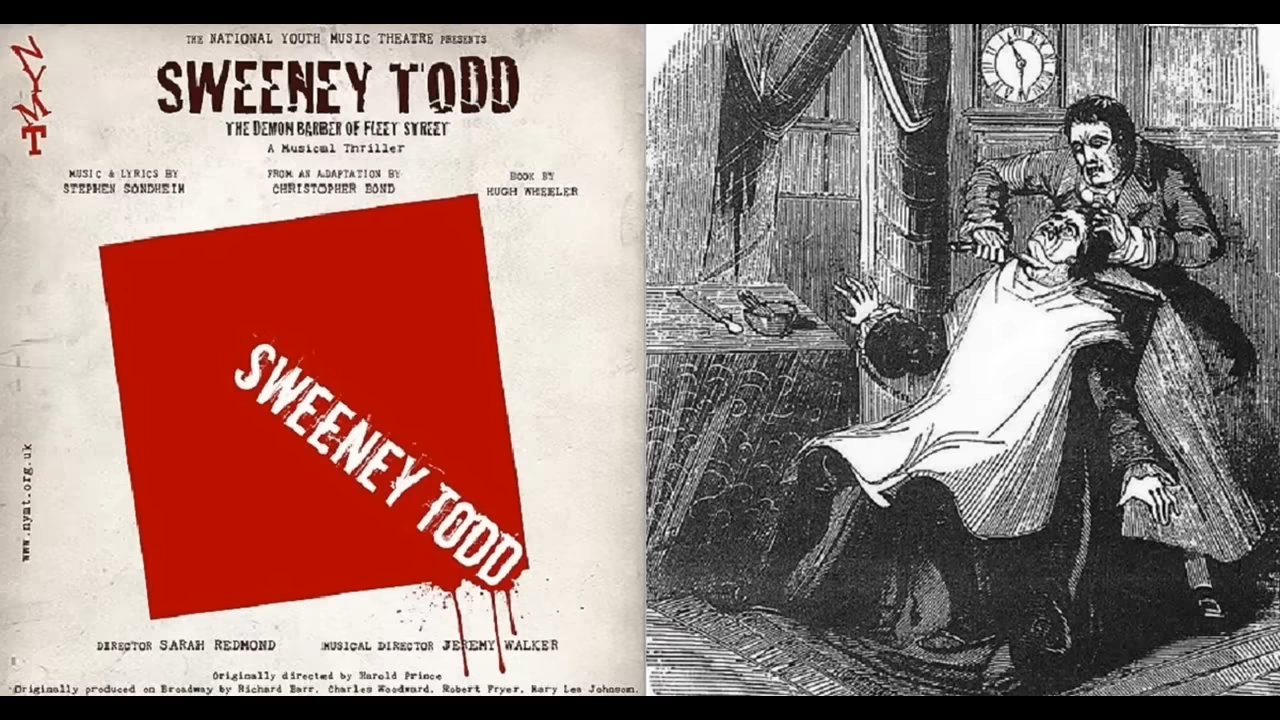 THE NATIONAL YOUTH MUSIC THEATRE PRESENTS
SWEENEY TODD
THE DEMON BARBER OF FLEET STREET
A Musical Thriller
MUSIC & LYRICS BY
STEPHEN SONDHEIM
FROM AN ADAPTATION BY
CHRISTOPHER BOND
BOOK BY
HUGH WHEELER
SWEENEY TODD
www.nymt.org.uk
DIRECTOR SARAH REDMOND
MUSICAL DIRECTOR JEREMY WALKER
Originally directed by Harold Prince
Originally produced on Broadway by Richard Barr, Charles Woodward, Robert Fryer, Mary Lea Johnson.